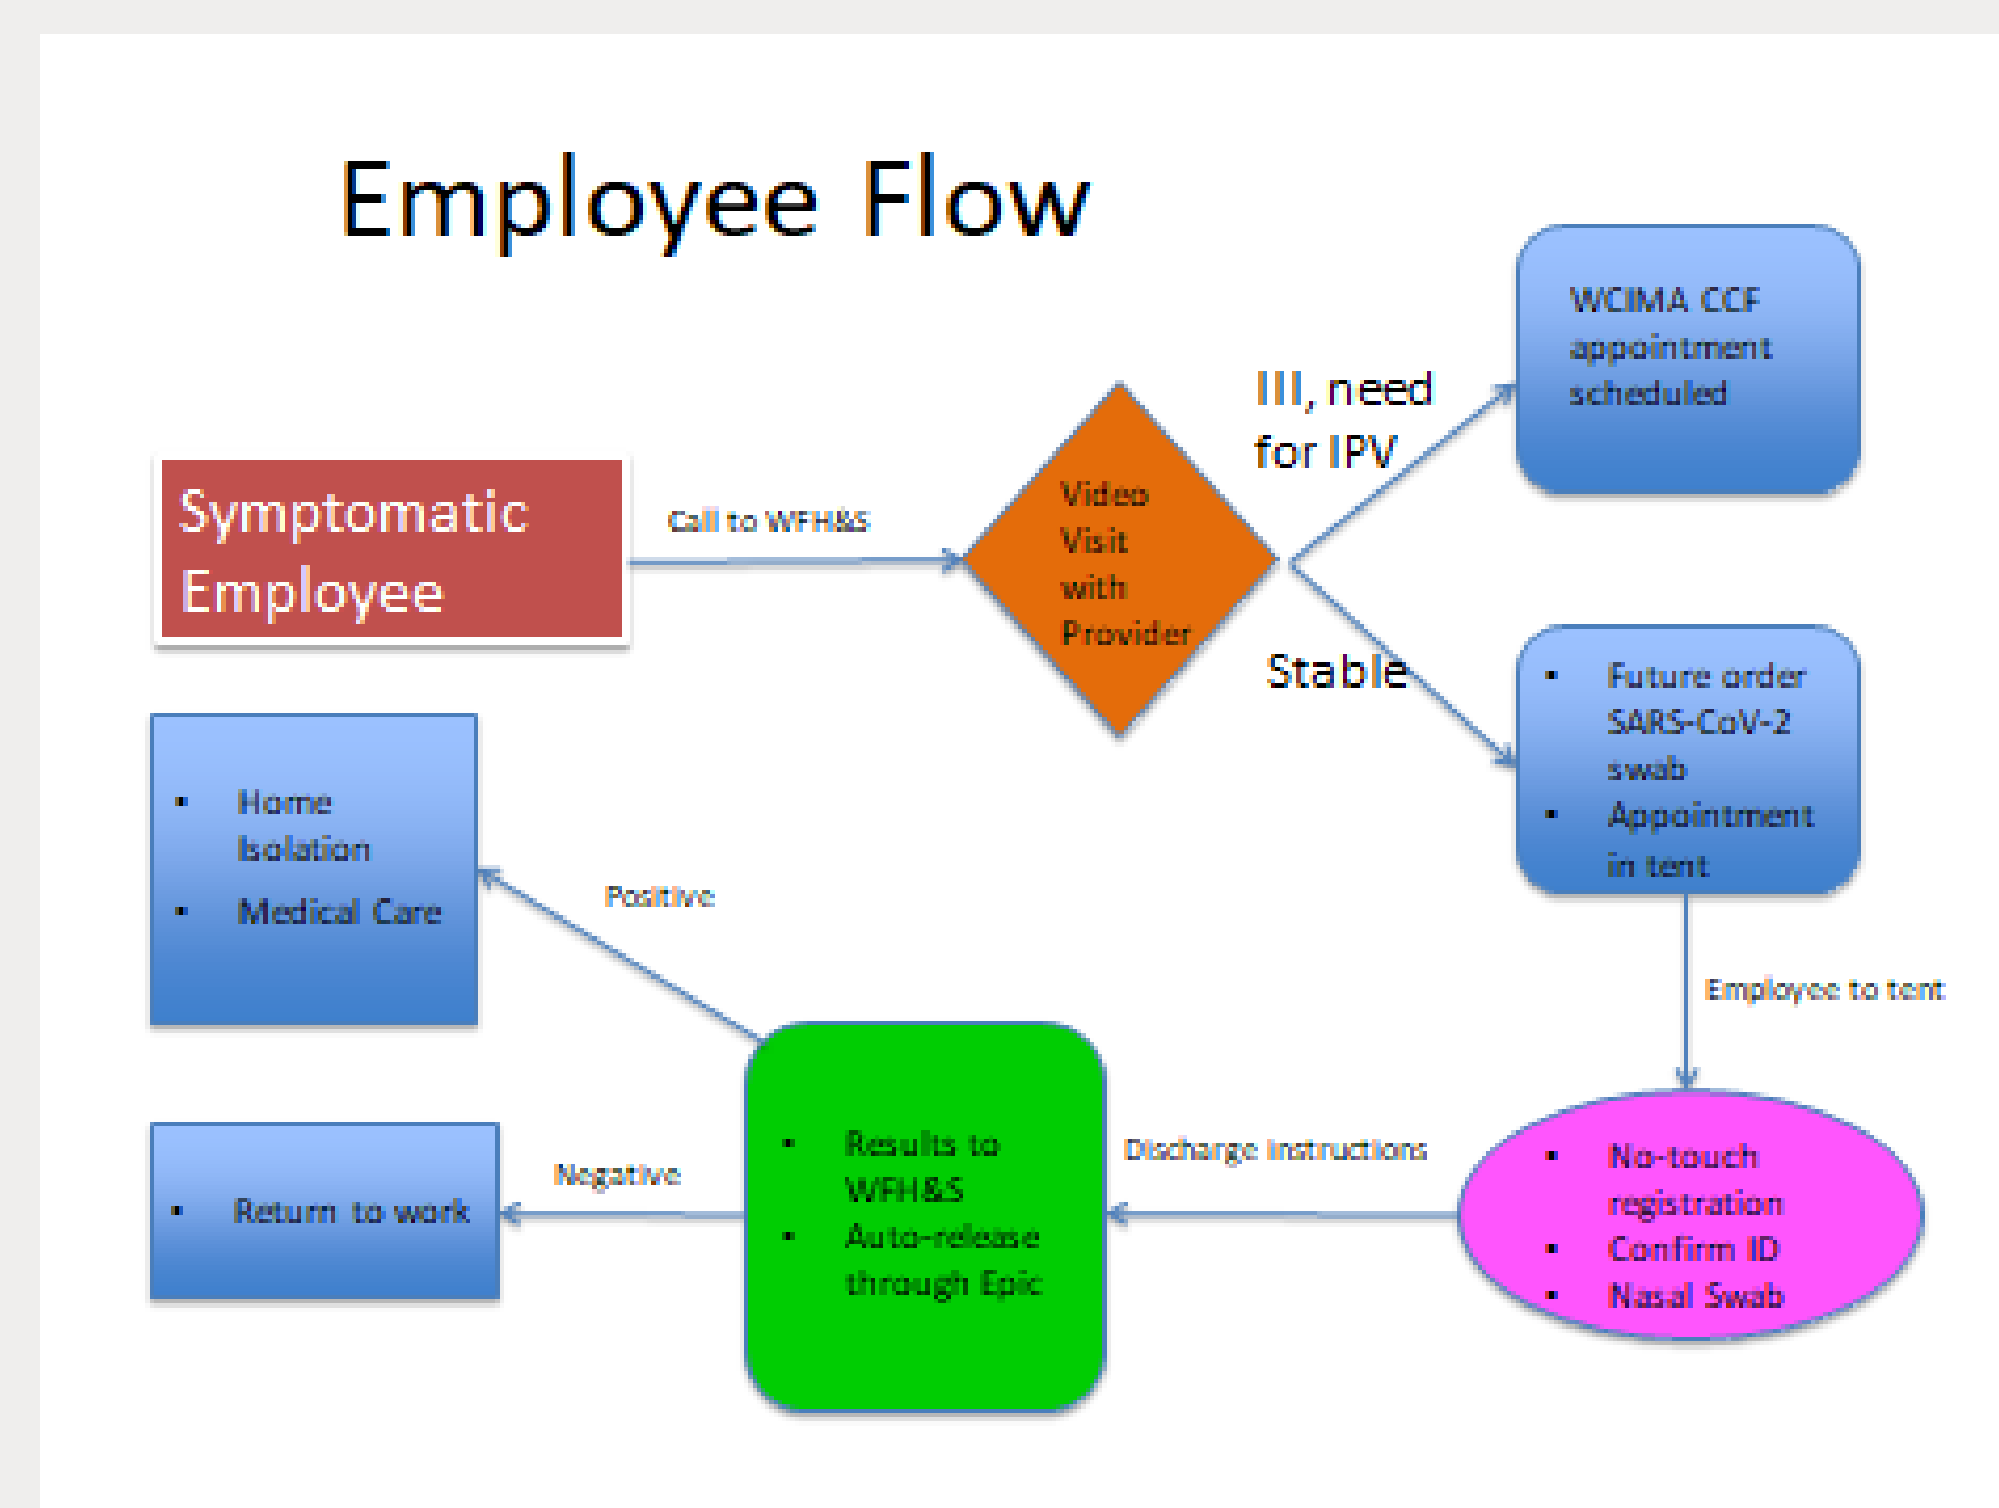 Employee Flow
WCIMA CCF
appointment
scheduled
Ill, need
for IPV
Symptomatic
Employee
Call to WFH&S
Video
Visit
with
Provider
Stable
• Future order
SARS-CoV-2
swab
• Appointment
in tent
• Home
Isolation
• Medical Care
Positive
Employee to tent
• Results to
WFH&S
• Auto-release
through Epic
Discharge instructions
• No-touch
registration
• Confirm ID
• Nasal Swab
Negative
• Return to work